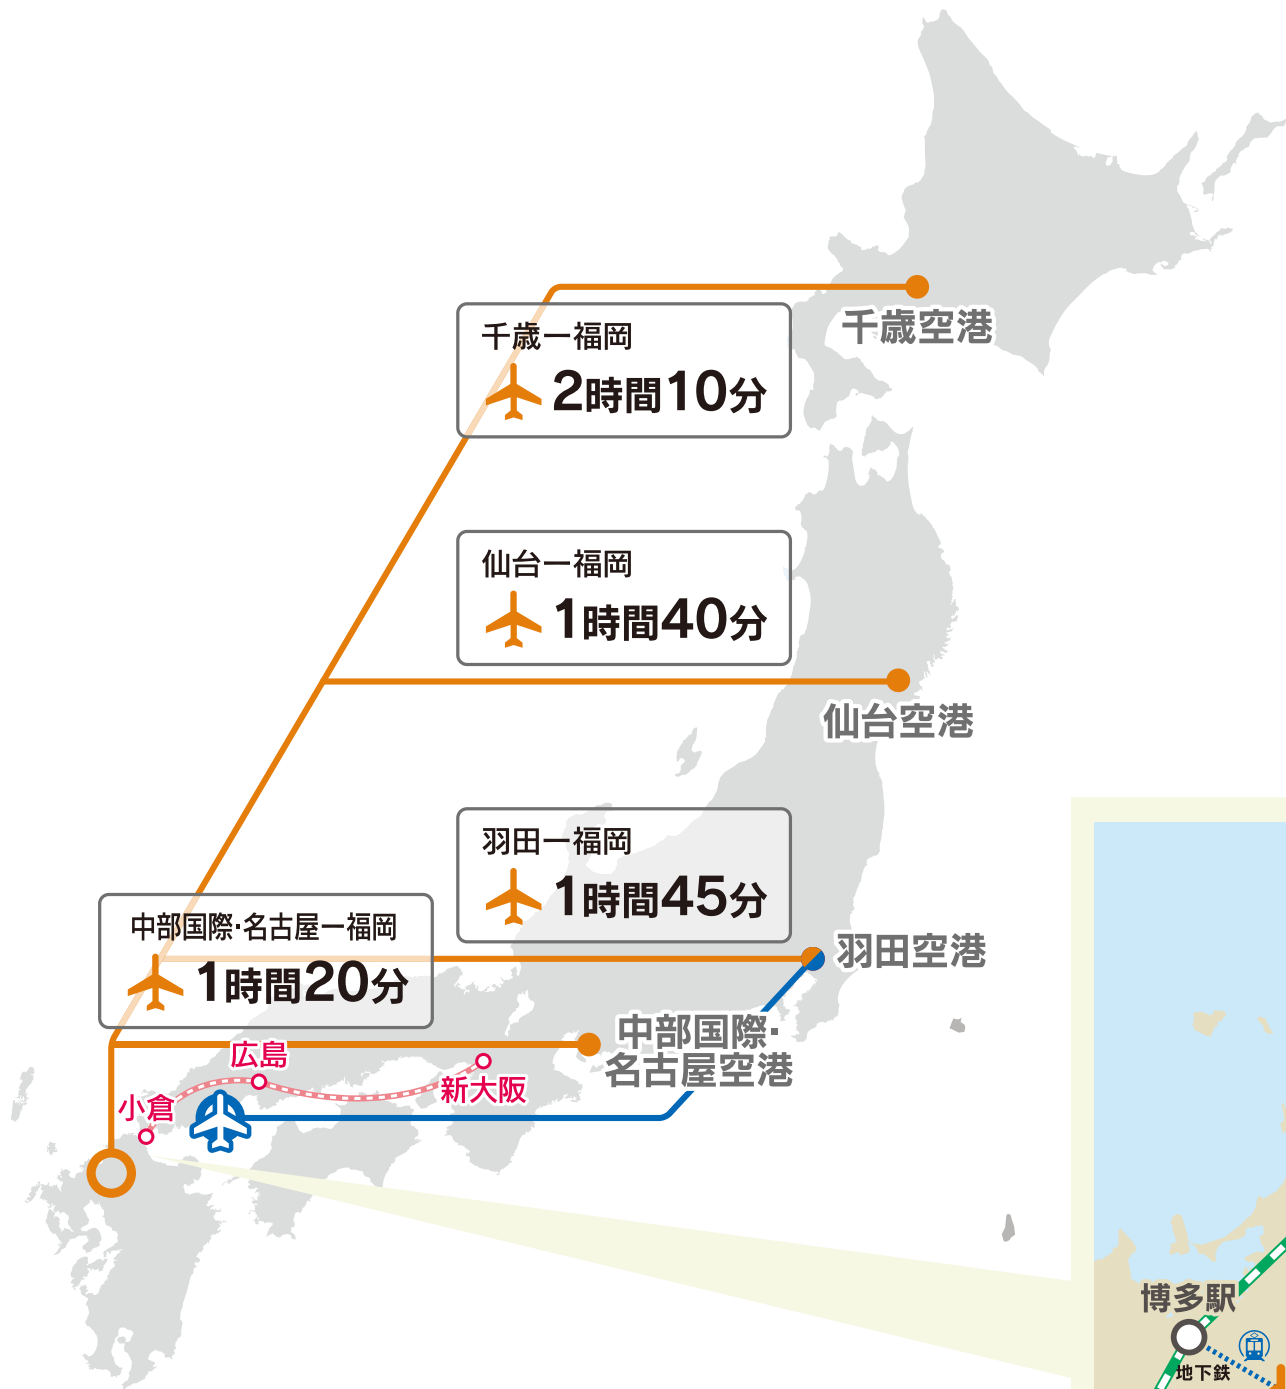 千歳空港
千歳ー福岡
2時間10分
仙台ー福岡
1時間40分
仙台空港
羽田ー福岡
1時間45分
中部国際・名古屋ー福岡
1時間20分
羽田空港
中部国際・
名古屋空港
広島
新大阪
小倉
博多駅
地下鉄